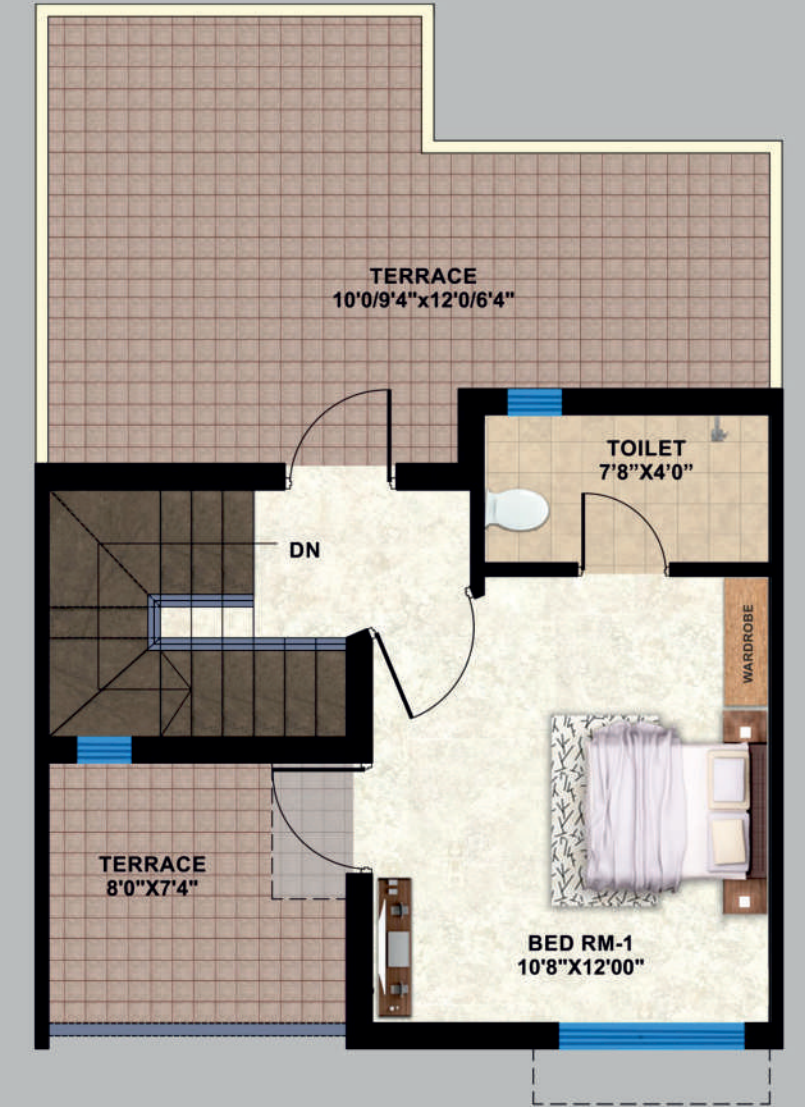 TERRACE
10'0/9'4"x12'0/6'4"
TOILET
7’8”X4’0”
DN
WARDROBE
TERRACE
8'0"X7'4"
BED RM-1
10'8"X12'00"